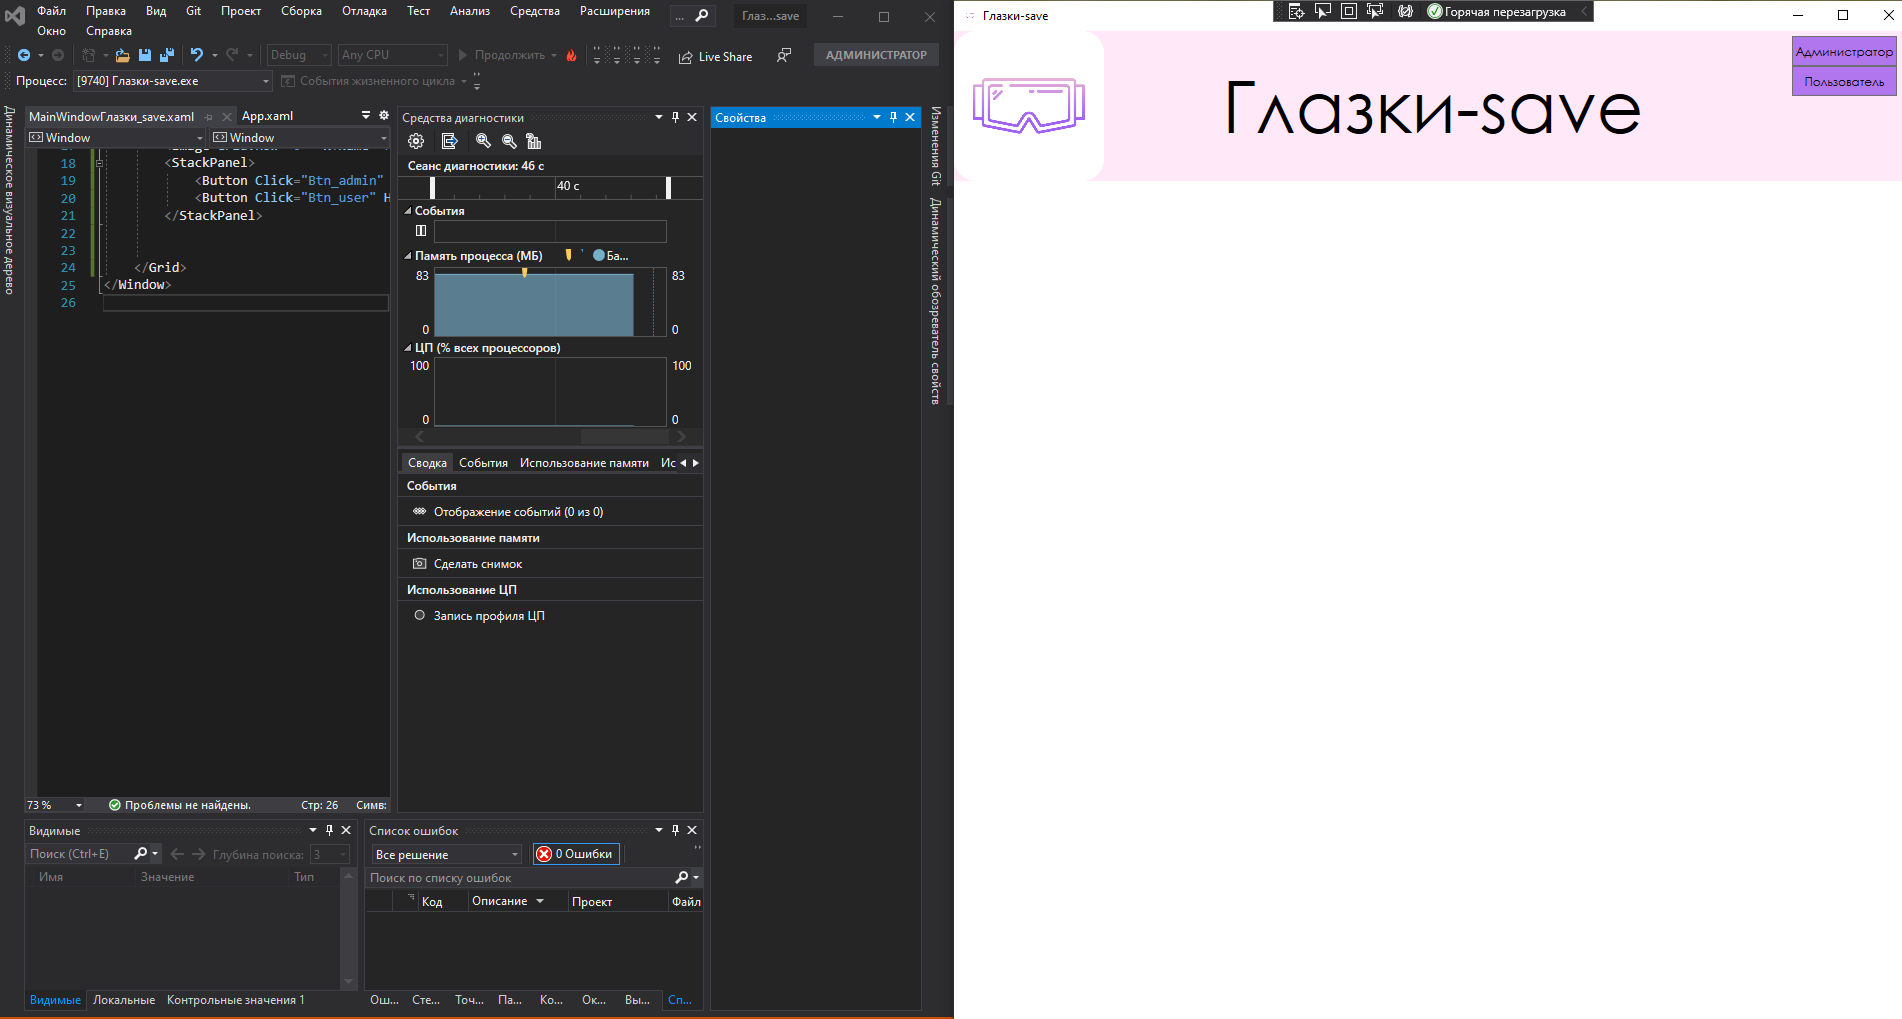 Файл Правка Вид Git Проект Сборка Отладка Тест Анализ Средства Расширения
Окно Справка
... Глаз...save
Debug Any CPU Продолжить Live Share АДМИНИСТРАТОР
Процесс: [9740] Глазки-save.exe События жизненного цикла
Динамическое визуальное дерево
MainWindowГлазки_save.xaml App.xaml
Window Window
18 <StackPanel>
19 <Button Click="Btn_admin"
20 <Button Click="Btn_user" H
21 </StackPanel>
22
23
24 </Grid>
25 </Window>
26
73 % Проблемы не найдены. Стр: 26 Симв:
Средства диагностики
Сеанс диагностики: 46 с
40 с
События
Память процесса (МБ) Ба...
83 83
0 0
ЦП (% всех процессоров)
100 100
0 0
Сводка События Использование памяти Ис
События
Отображение событий (0 из 0)
Использование памяти
Сделать снимок
Использование ЦП
Запись профиля ЦП
Свойства
Изменения Git
Динамический обозреватель свойств
Видимые
Поиск (Ctrl+E) Глубина поиска: 3
Имя Значение Тип
Видимые Локальные Контрольные значения 1
Список ошибок
Все решение 0 Ошибки
Поиск по списку ошибок
Код Описание Проект Файл
Ош... Сте... Точ... Па... Ко... Ок... Вы... Сп...
Глазки-save
Горячая перезагрузка
Глазки-save
Администратор
Пользователь